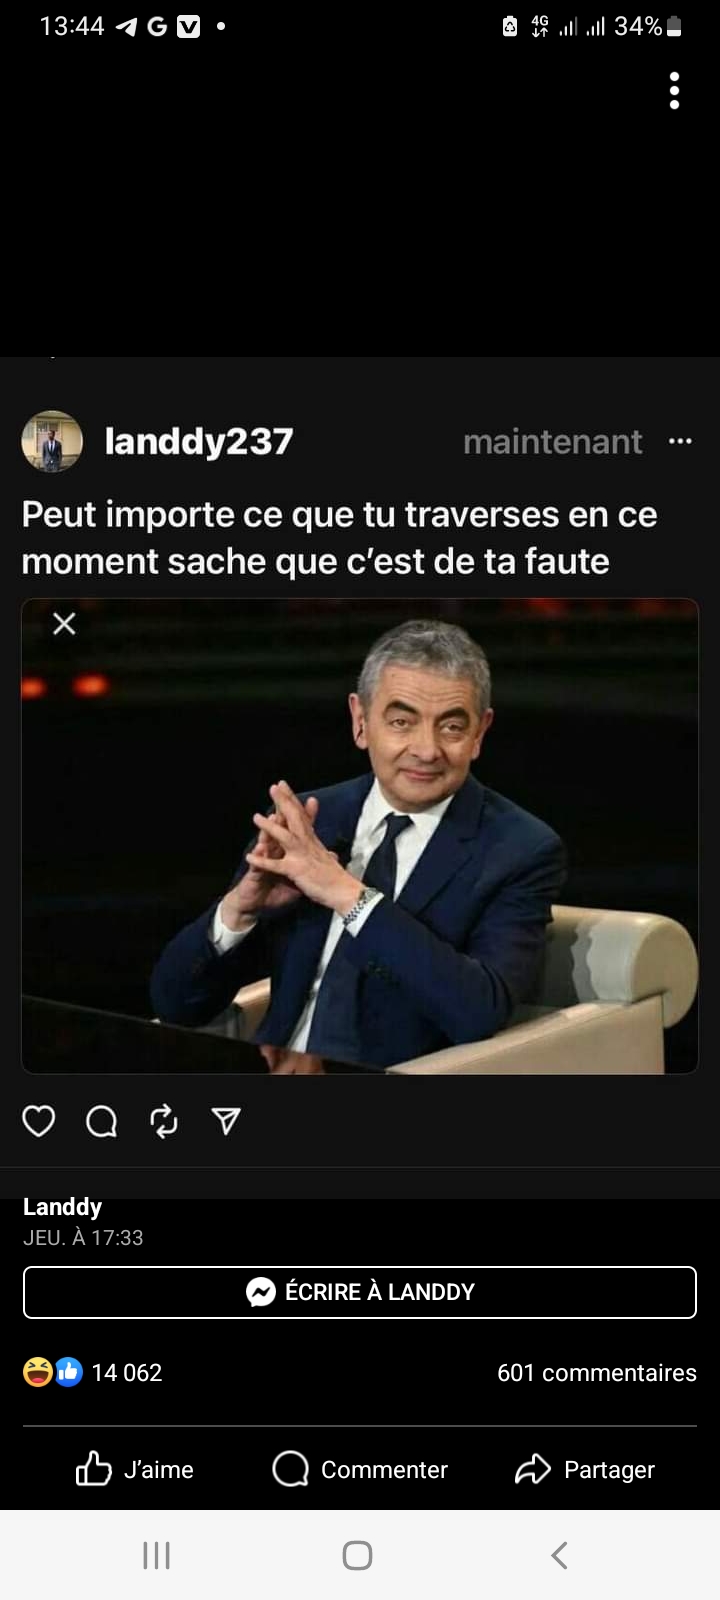 13:44 G V 4G 34%
landdy237 maintenant
Peut importe ce que tu traverses en ce
moment sache que c'est de ta faute
Landdy
JEU. À 17:33
ÉCRIRE À LANDDY
14 062 601 commentaires
J'aime Commenter Partager